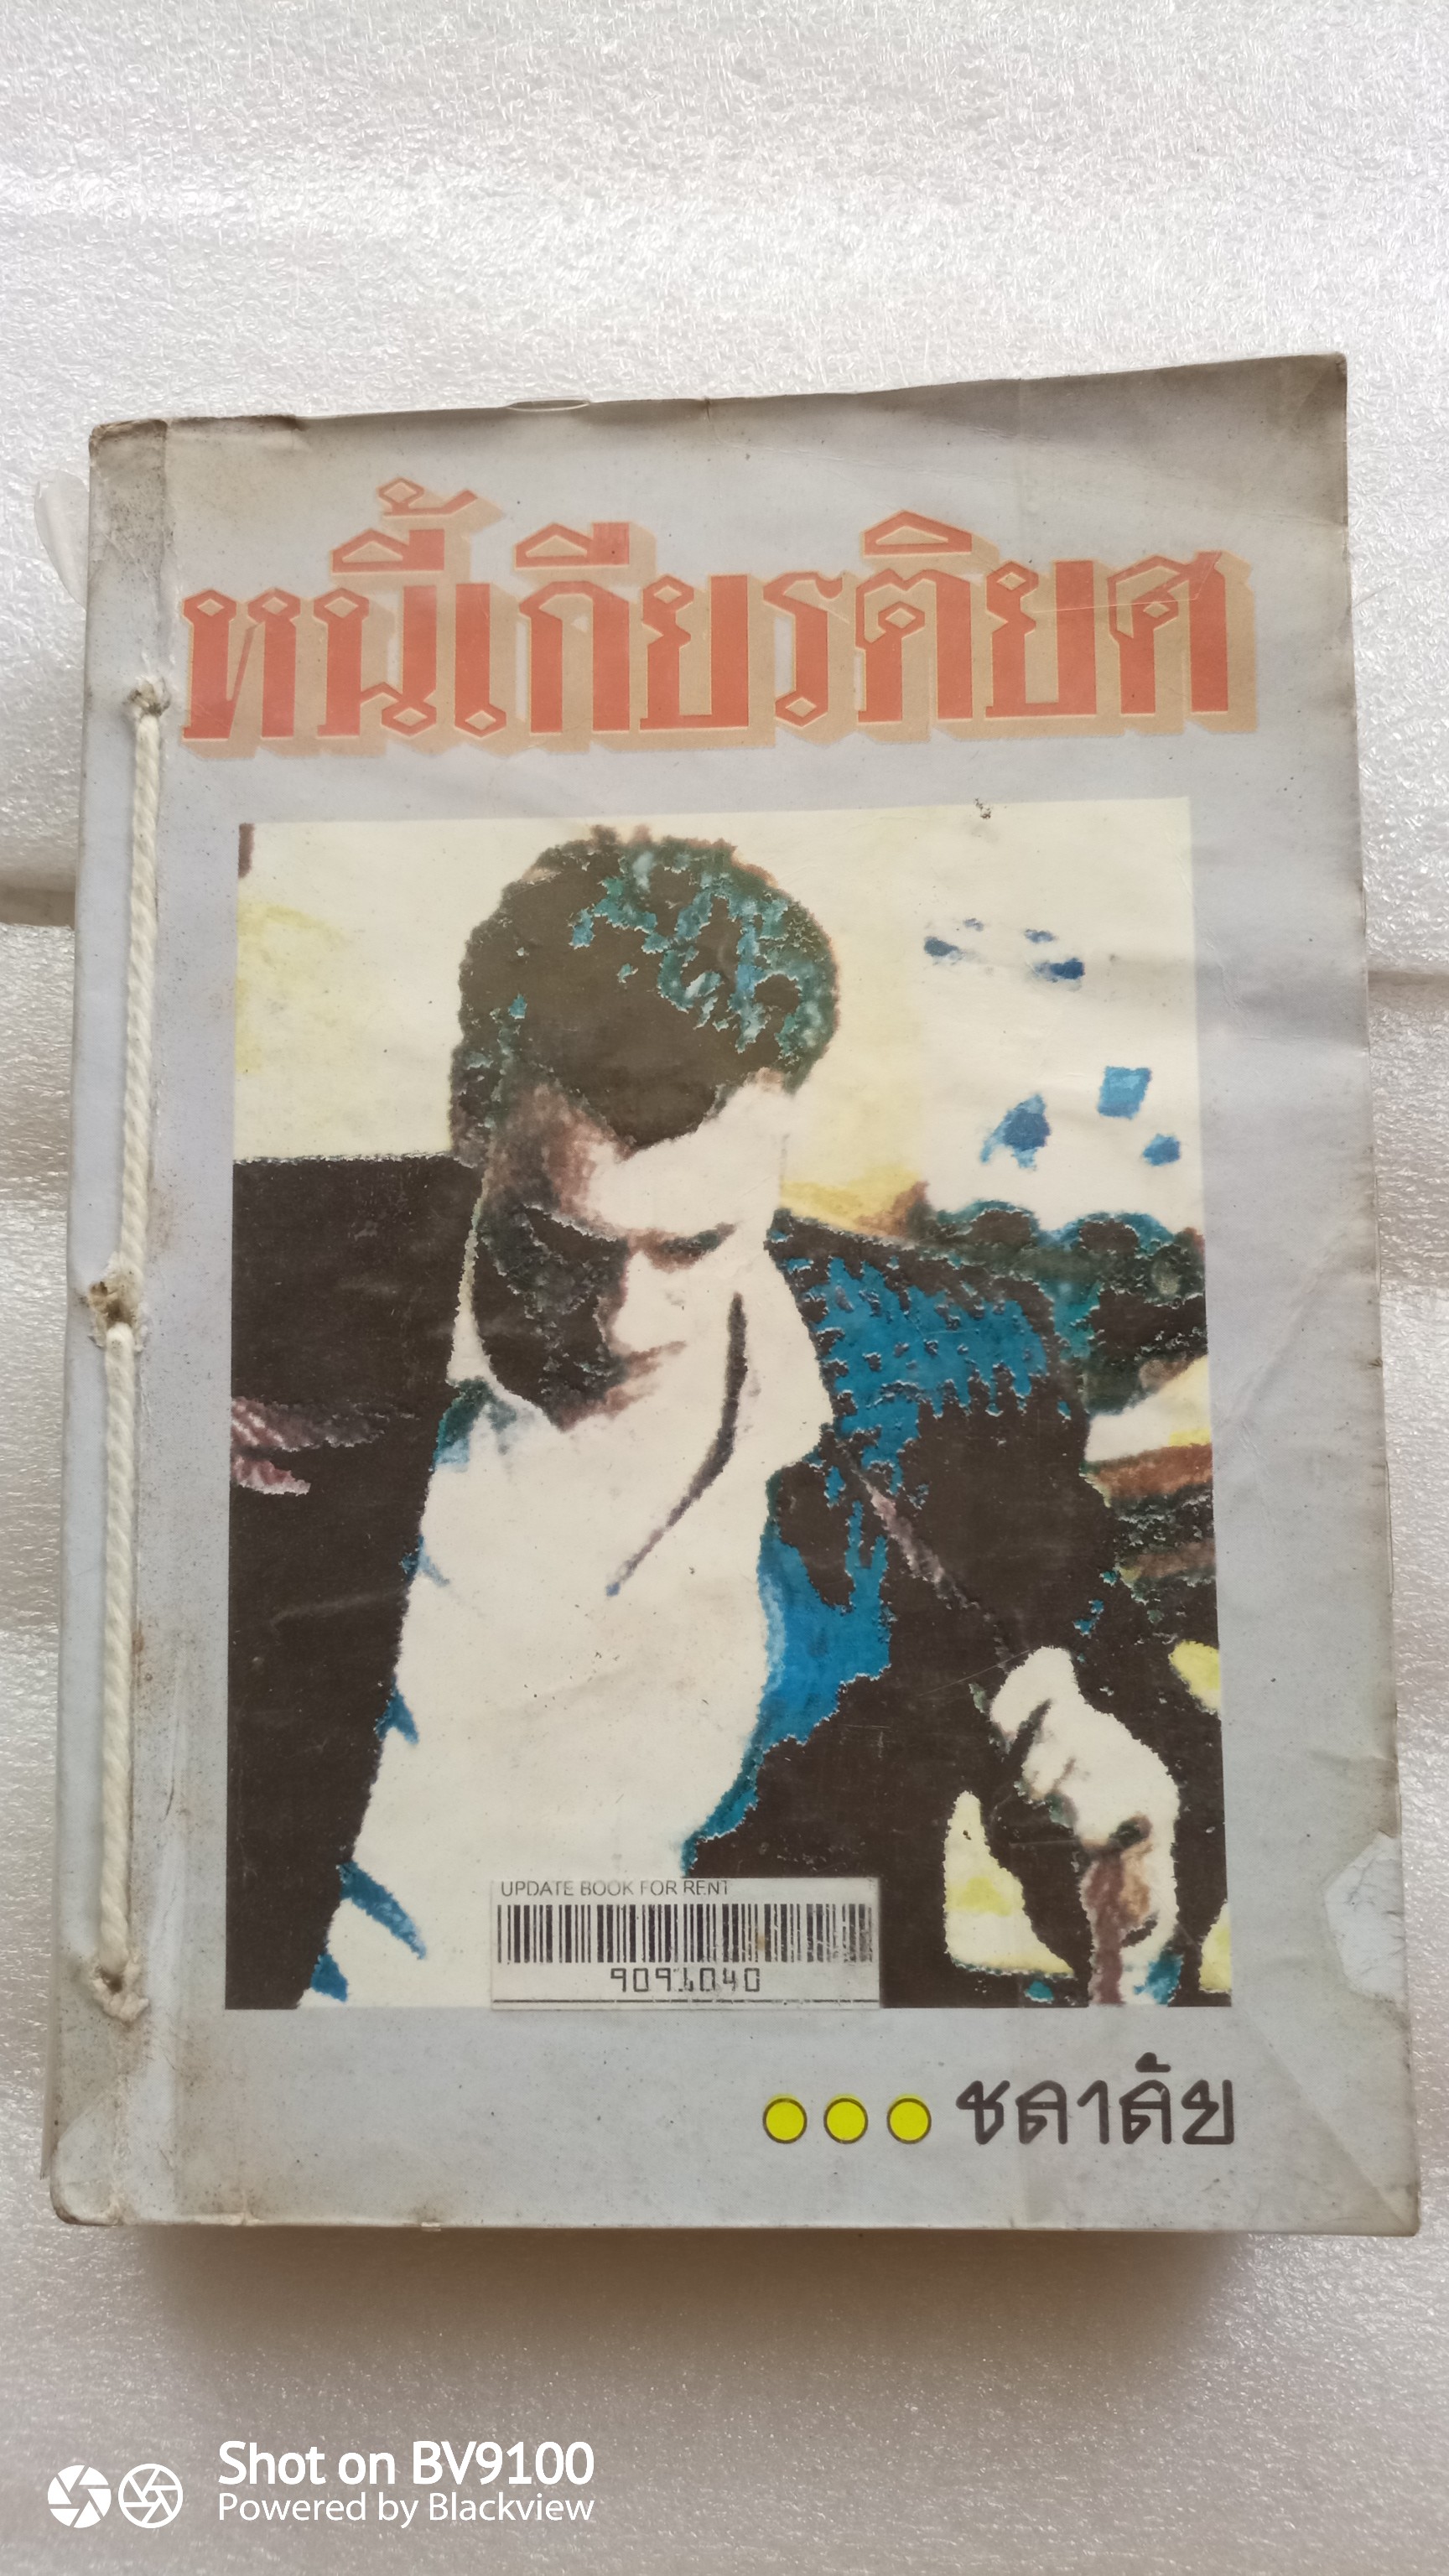 หนี้เกียรติยศ
UPDATE BOOK FOR RENT
9091040
ชลาลัย
Shot on BV9100
Powered by Blackview